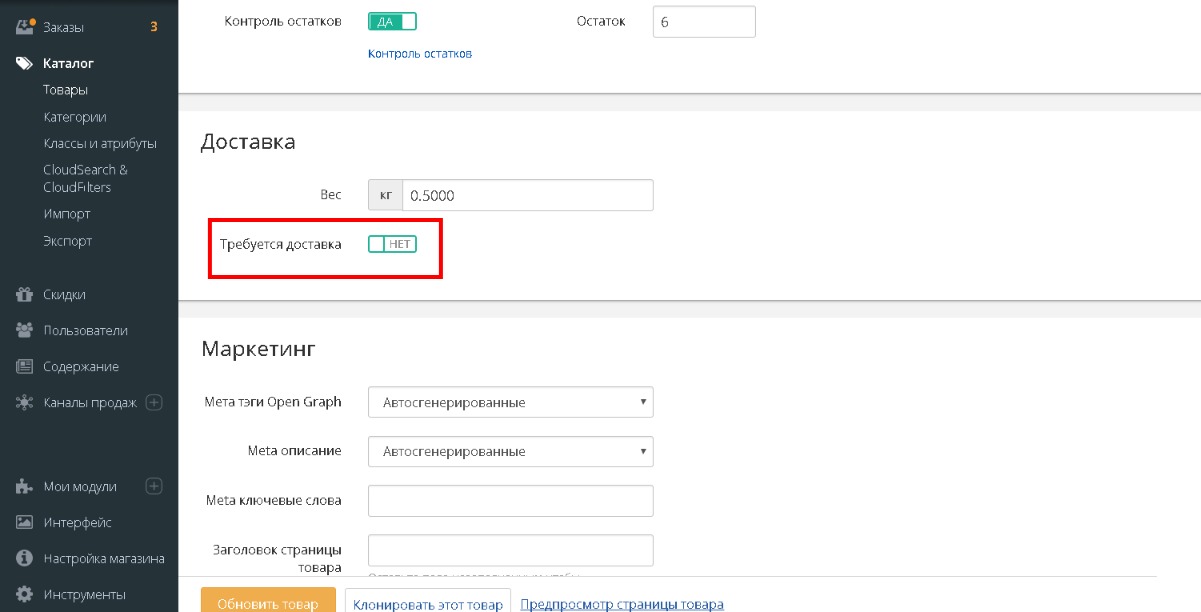 Заказы 3
Каталог
Товары
Категории
Классы и атрибуты
CloudSearch &
CloudFilters
Импорт
Экспорт
Скидки
Пользователи
Содержание
Каналы продаж
Мои модули
Интерфейс
Настройка магазина
Инструменты
Контроль остатков ДА Остаток 6
Контроль остатков
Доставка
Вес кг 0.5000
Требуется доставка НЕТ
Маркетинг
Мета тэги Open Graph Автосгенерированные
Meta описание Автосгенерированные
Meta ключевые слова
Заголовок страницы
товара
Обновить товар Клонировать этот товар Предпросмотр страницы товара